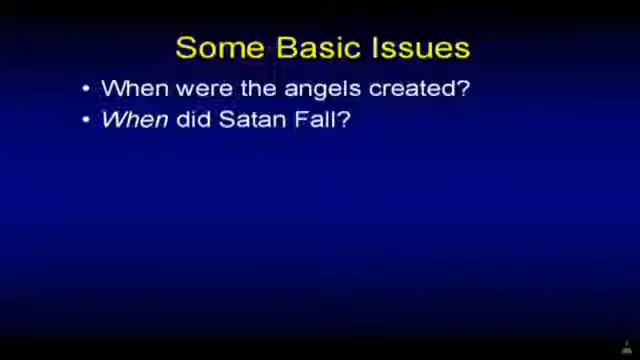 Some Basic Issues
• When were the angels created?
• When did Satan Fall?